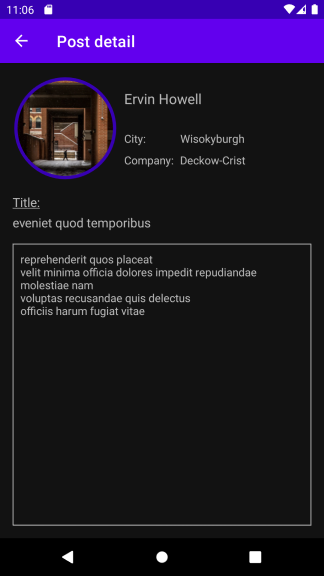 11:06
Post detail
Ervin Howell
City: Wisokyburgh
Company: Deckow-Crist
Title:
eveniet quod temporibus
reprehenderit quos placeat
velit minima officia dolores impedit repudiandae
molestiae nam
voluptas recusandae quis delectus
officiis harum fugiat vitae